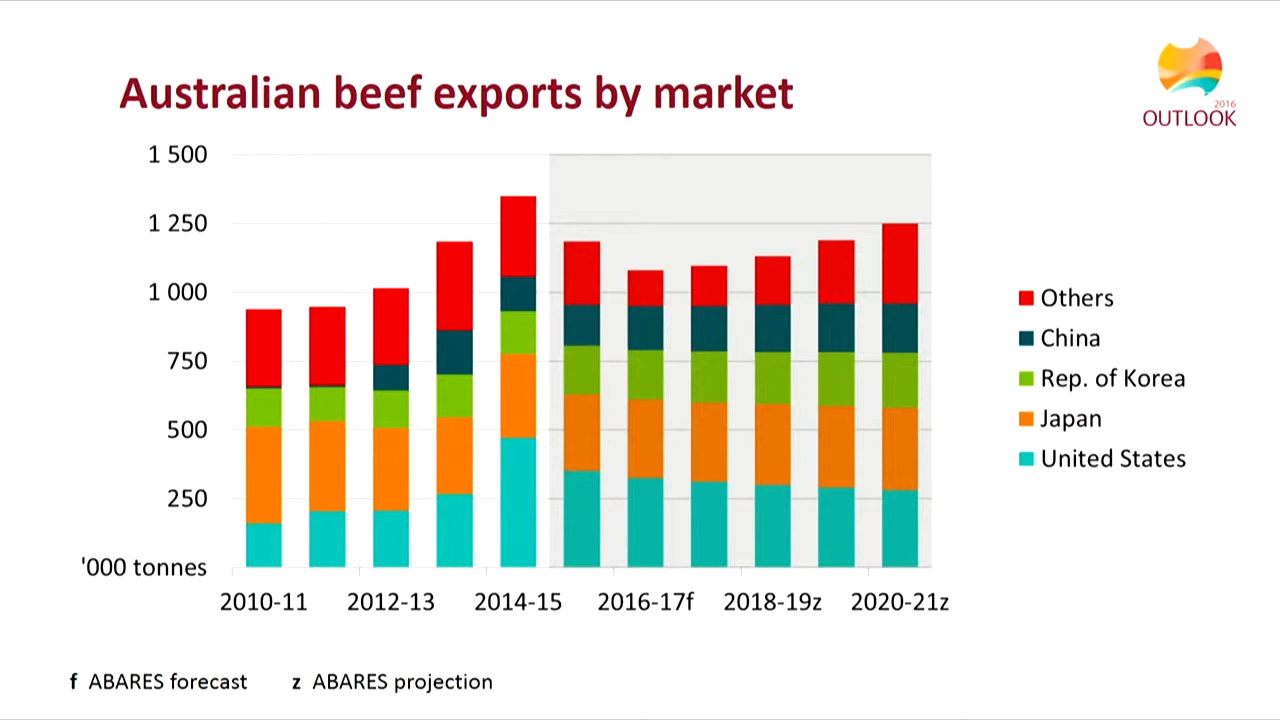 Australian beef exports by market
2016
OUTLOOK
1 500
1 250
1 000
750
500
250
'000 tonnes
2010-11
2012-13
2014-15
2016-17f
2018-19z
2020-21z
Others
China
Rep. of Korea
Japan
United States
f ABARES forecast
z ABARES projection